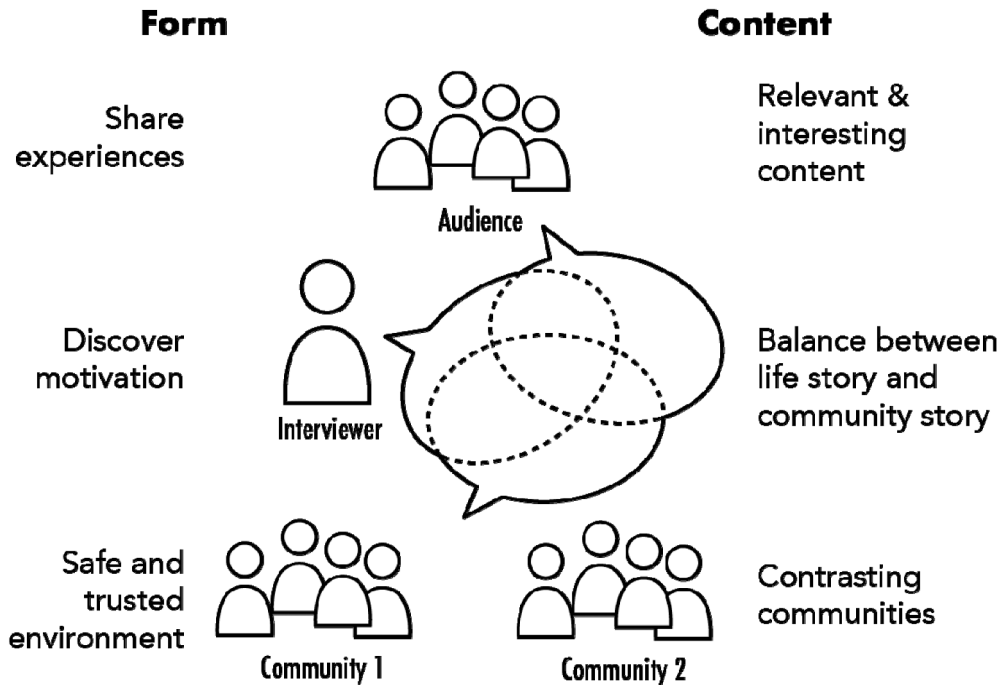 Form
Content
Share
experiences
Audience
Relevant &
interesting
content
Discover
motivation
Interviewer
Balance between
life story and
community story
Safe and
trusted
environment
Community 1
Community 2
Contrasting
communities